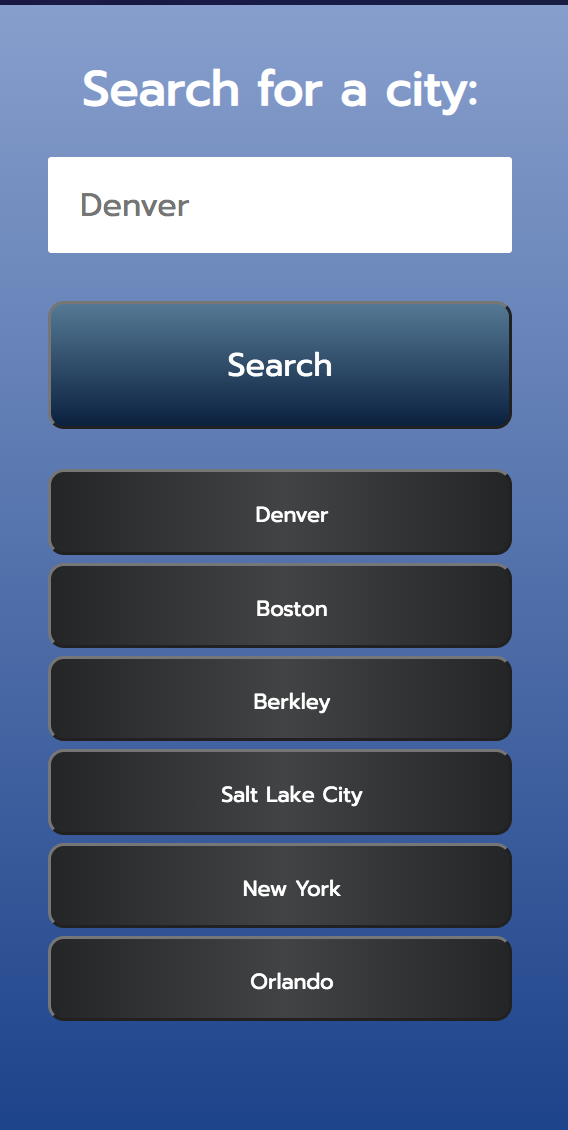 Search for a city:
Denver
Search
Denver
Boston
Berkley
Salt Lake City
New York
Orlando